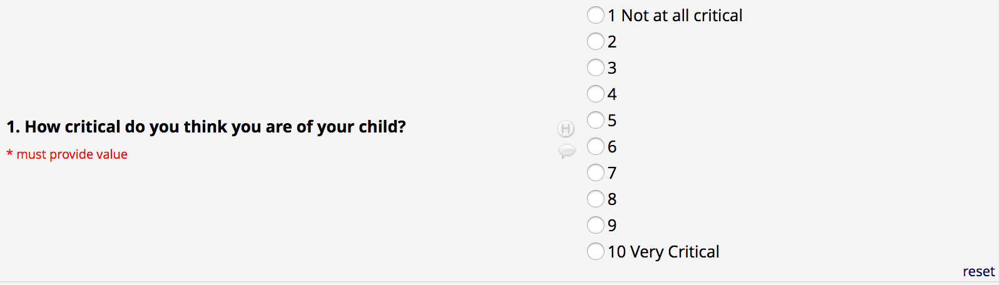 1. How critical do you think you are of your child?
* must provide value
H
1 Not at all critical
2
3
4
5
6
7
8
9
10 Very Critical
reset